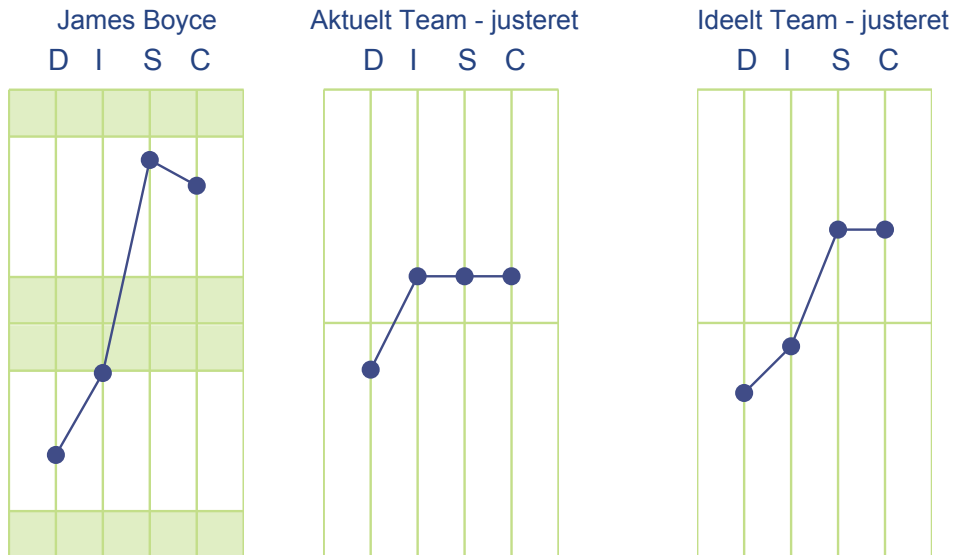 James Boyce
D I S C
Aktuelt Team - justeret
D I S C
Ideelt Team - justeret
D I S C